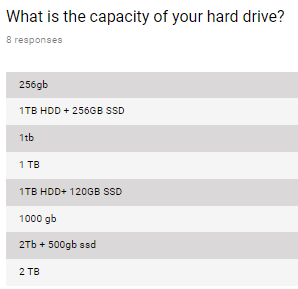 What is the capacity of your hard drive?
8 responses
256gb
1TB HDD + 256GB SSD
1tb
1 TB
1TB HDD+ 120GB SSD
1000 gb
2Tb + 500gb ssd
2 TB